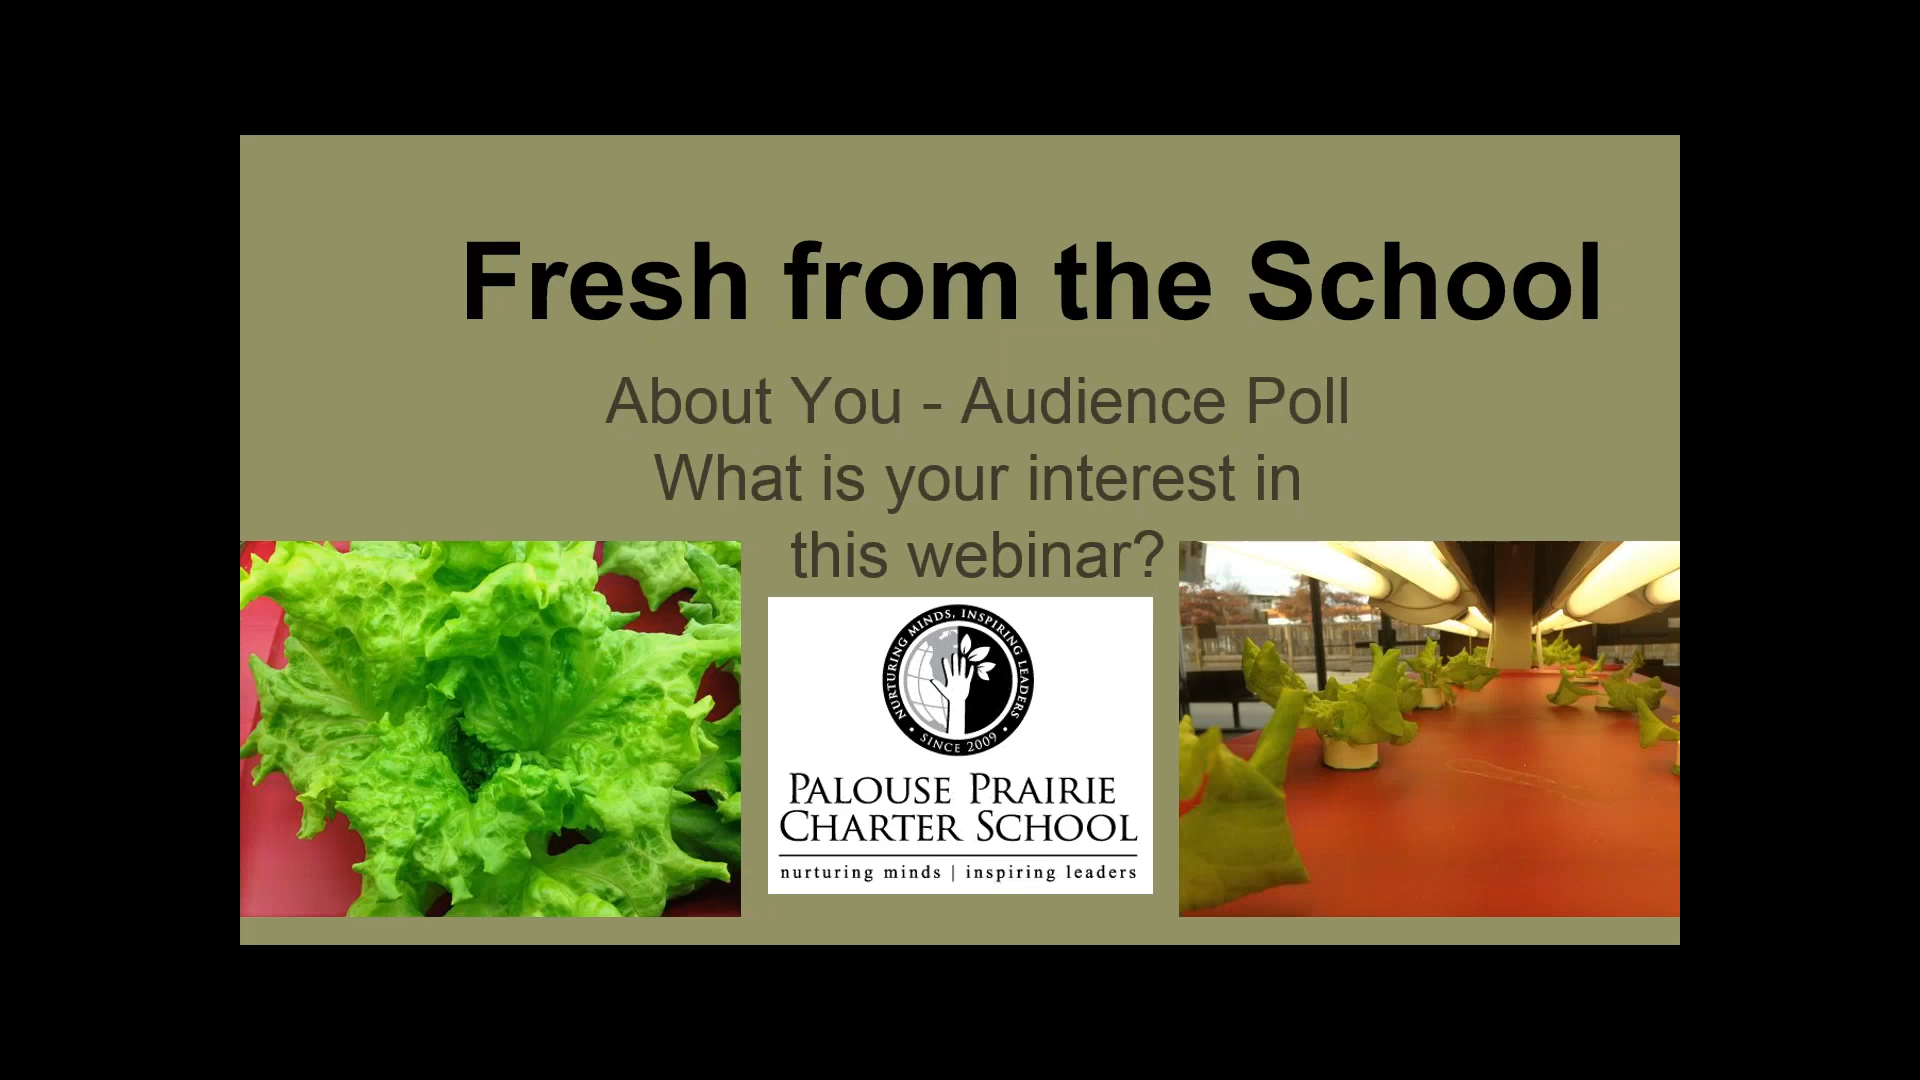 Fresh from the School
About You - Audience Poll
What is your interest in
this webinar?
NURTURING MINDS, INSPIRING LEADERS
• SINCE 2009 •
PALOUSE PRAIRIE
CHARTER SCHOOL
nurturing minds | inspiring leaders